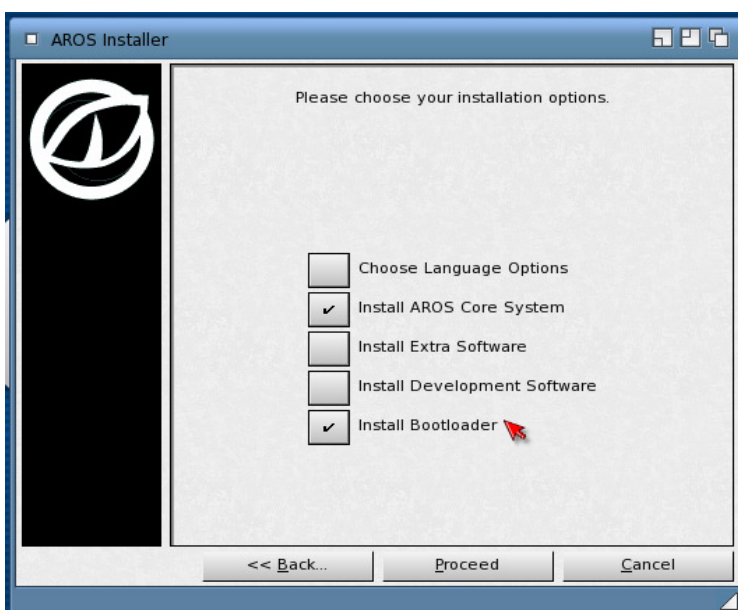 AROS Installer
Please choose your installation options.
Choose Language Options
Install AROS Core System
Install Extra Software
Install Development Software
Install Bootloader
<< Back...
Proceed
Cancel